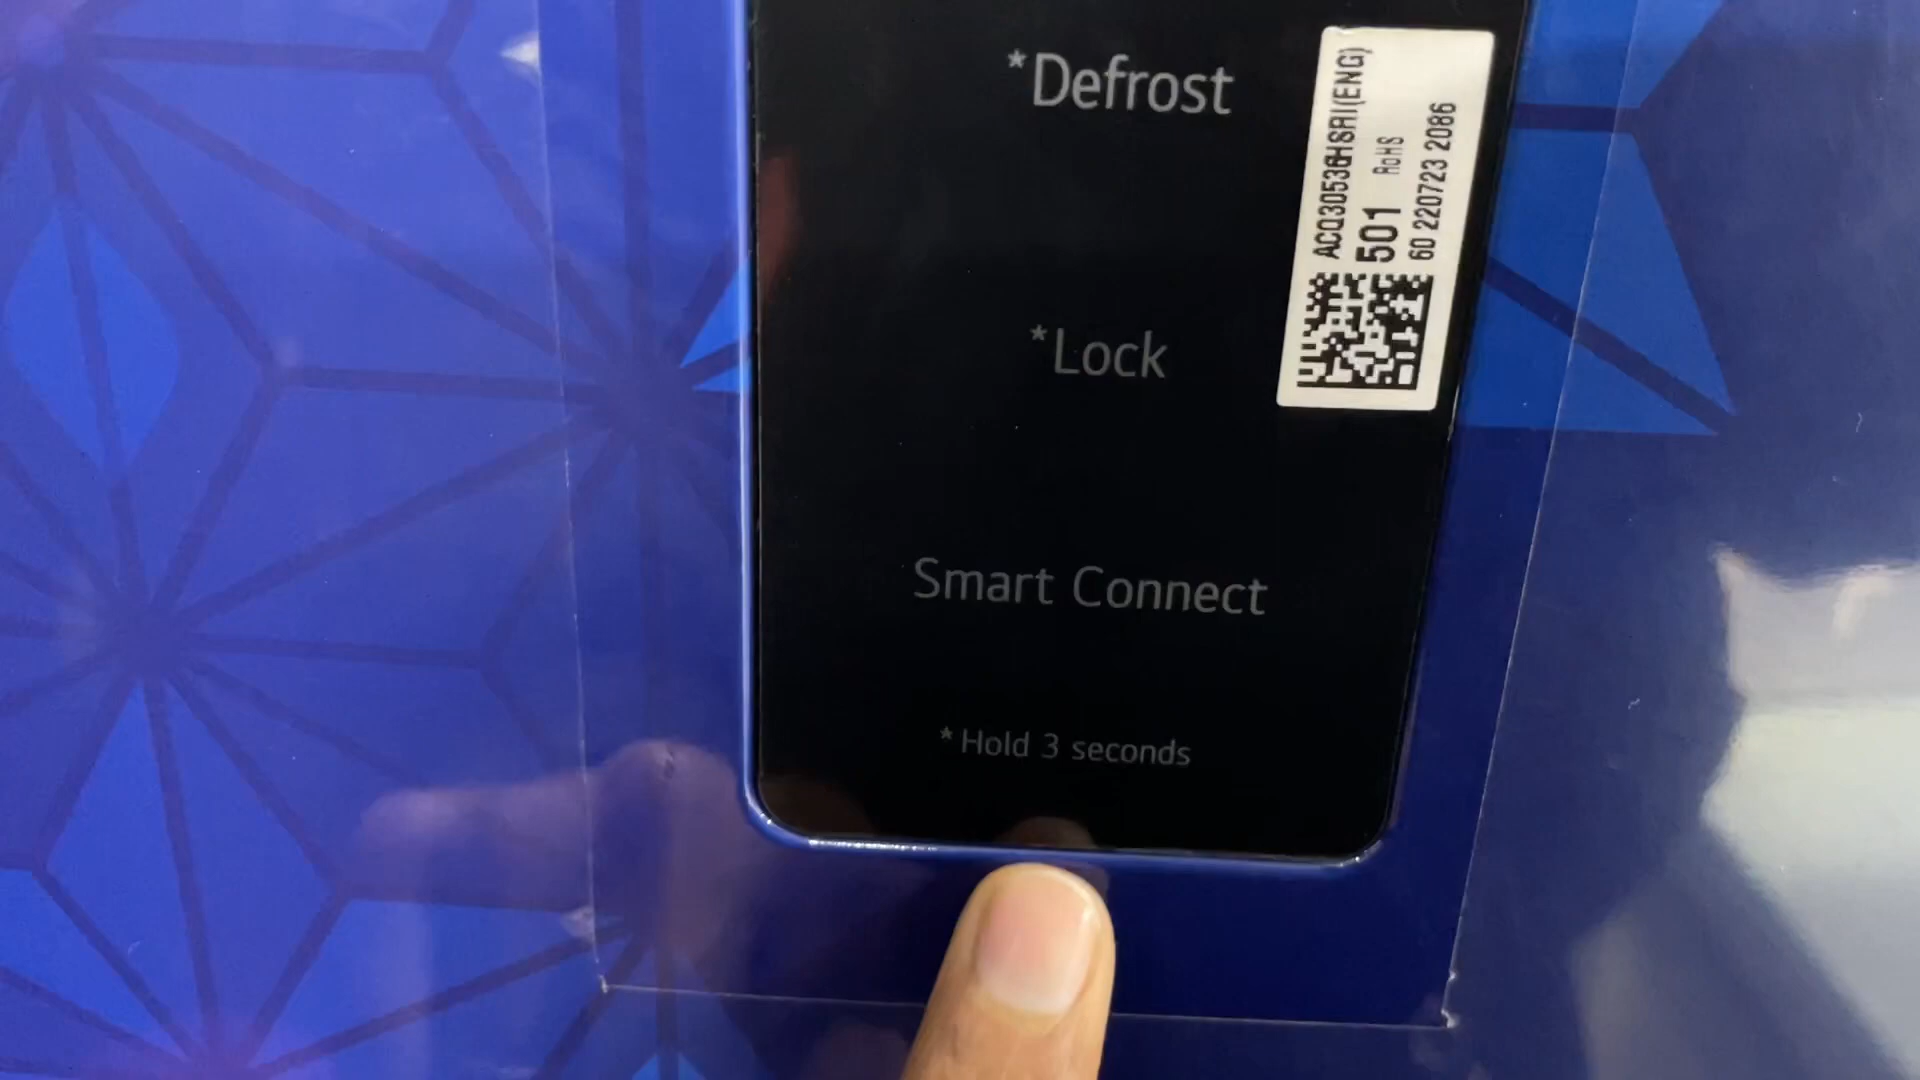 *Defrost
*Lock
Smart Connect
*Hold 3 seconds
ACQ30536HSRI(ENG)
501 RoHS
60 220723 2086